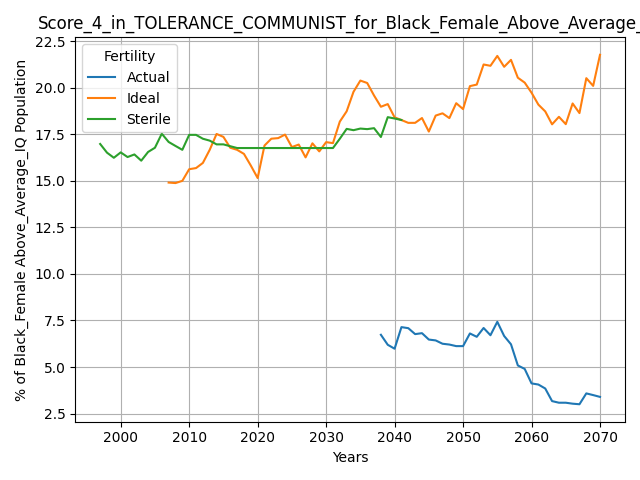 Score_4_in_TOLERANCE_COMMUNIST_for_Black_Female_Above_Average_
Fertility
Actual
Ideal
Sterile
% of Black_Female Above_Average_IQ Population
22.5
20.0
17.5
15.0
12.5
10.0
7.5
5.0
2.5
2000 2010 2020 2030 2040 2050 2060 2070
Years